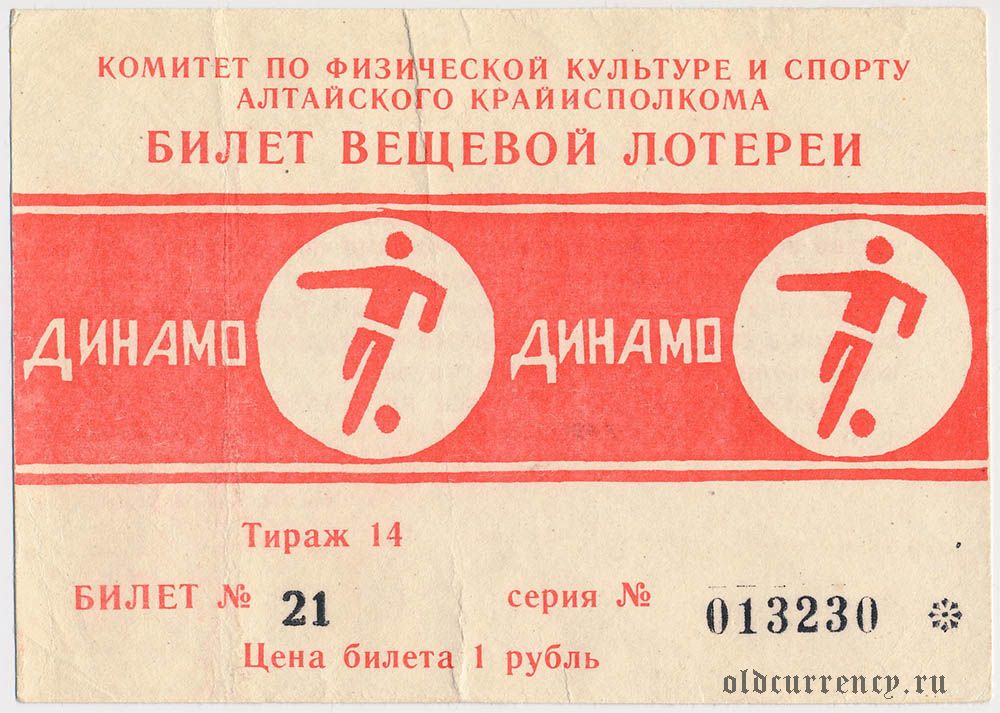 КОМИТЕТ ПО ФИЗИЧЕСКОЙ КУЛЬТУРЕ И СПОРТУ
АЛТАЙСКОГО КРАЙИСПОЛКОМА
БИЛЕТ ВЕЩЕВОЙ ЛОТЕРЕИ
ДИНАМО ДИНАМО
Тираж 14
БИЛЕТ № 21 серия № 013230
Цена билета 1 рубль
oldcurrency.ru